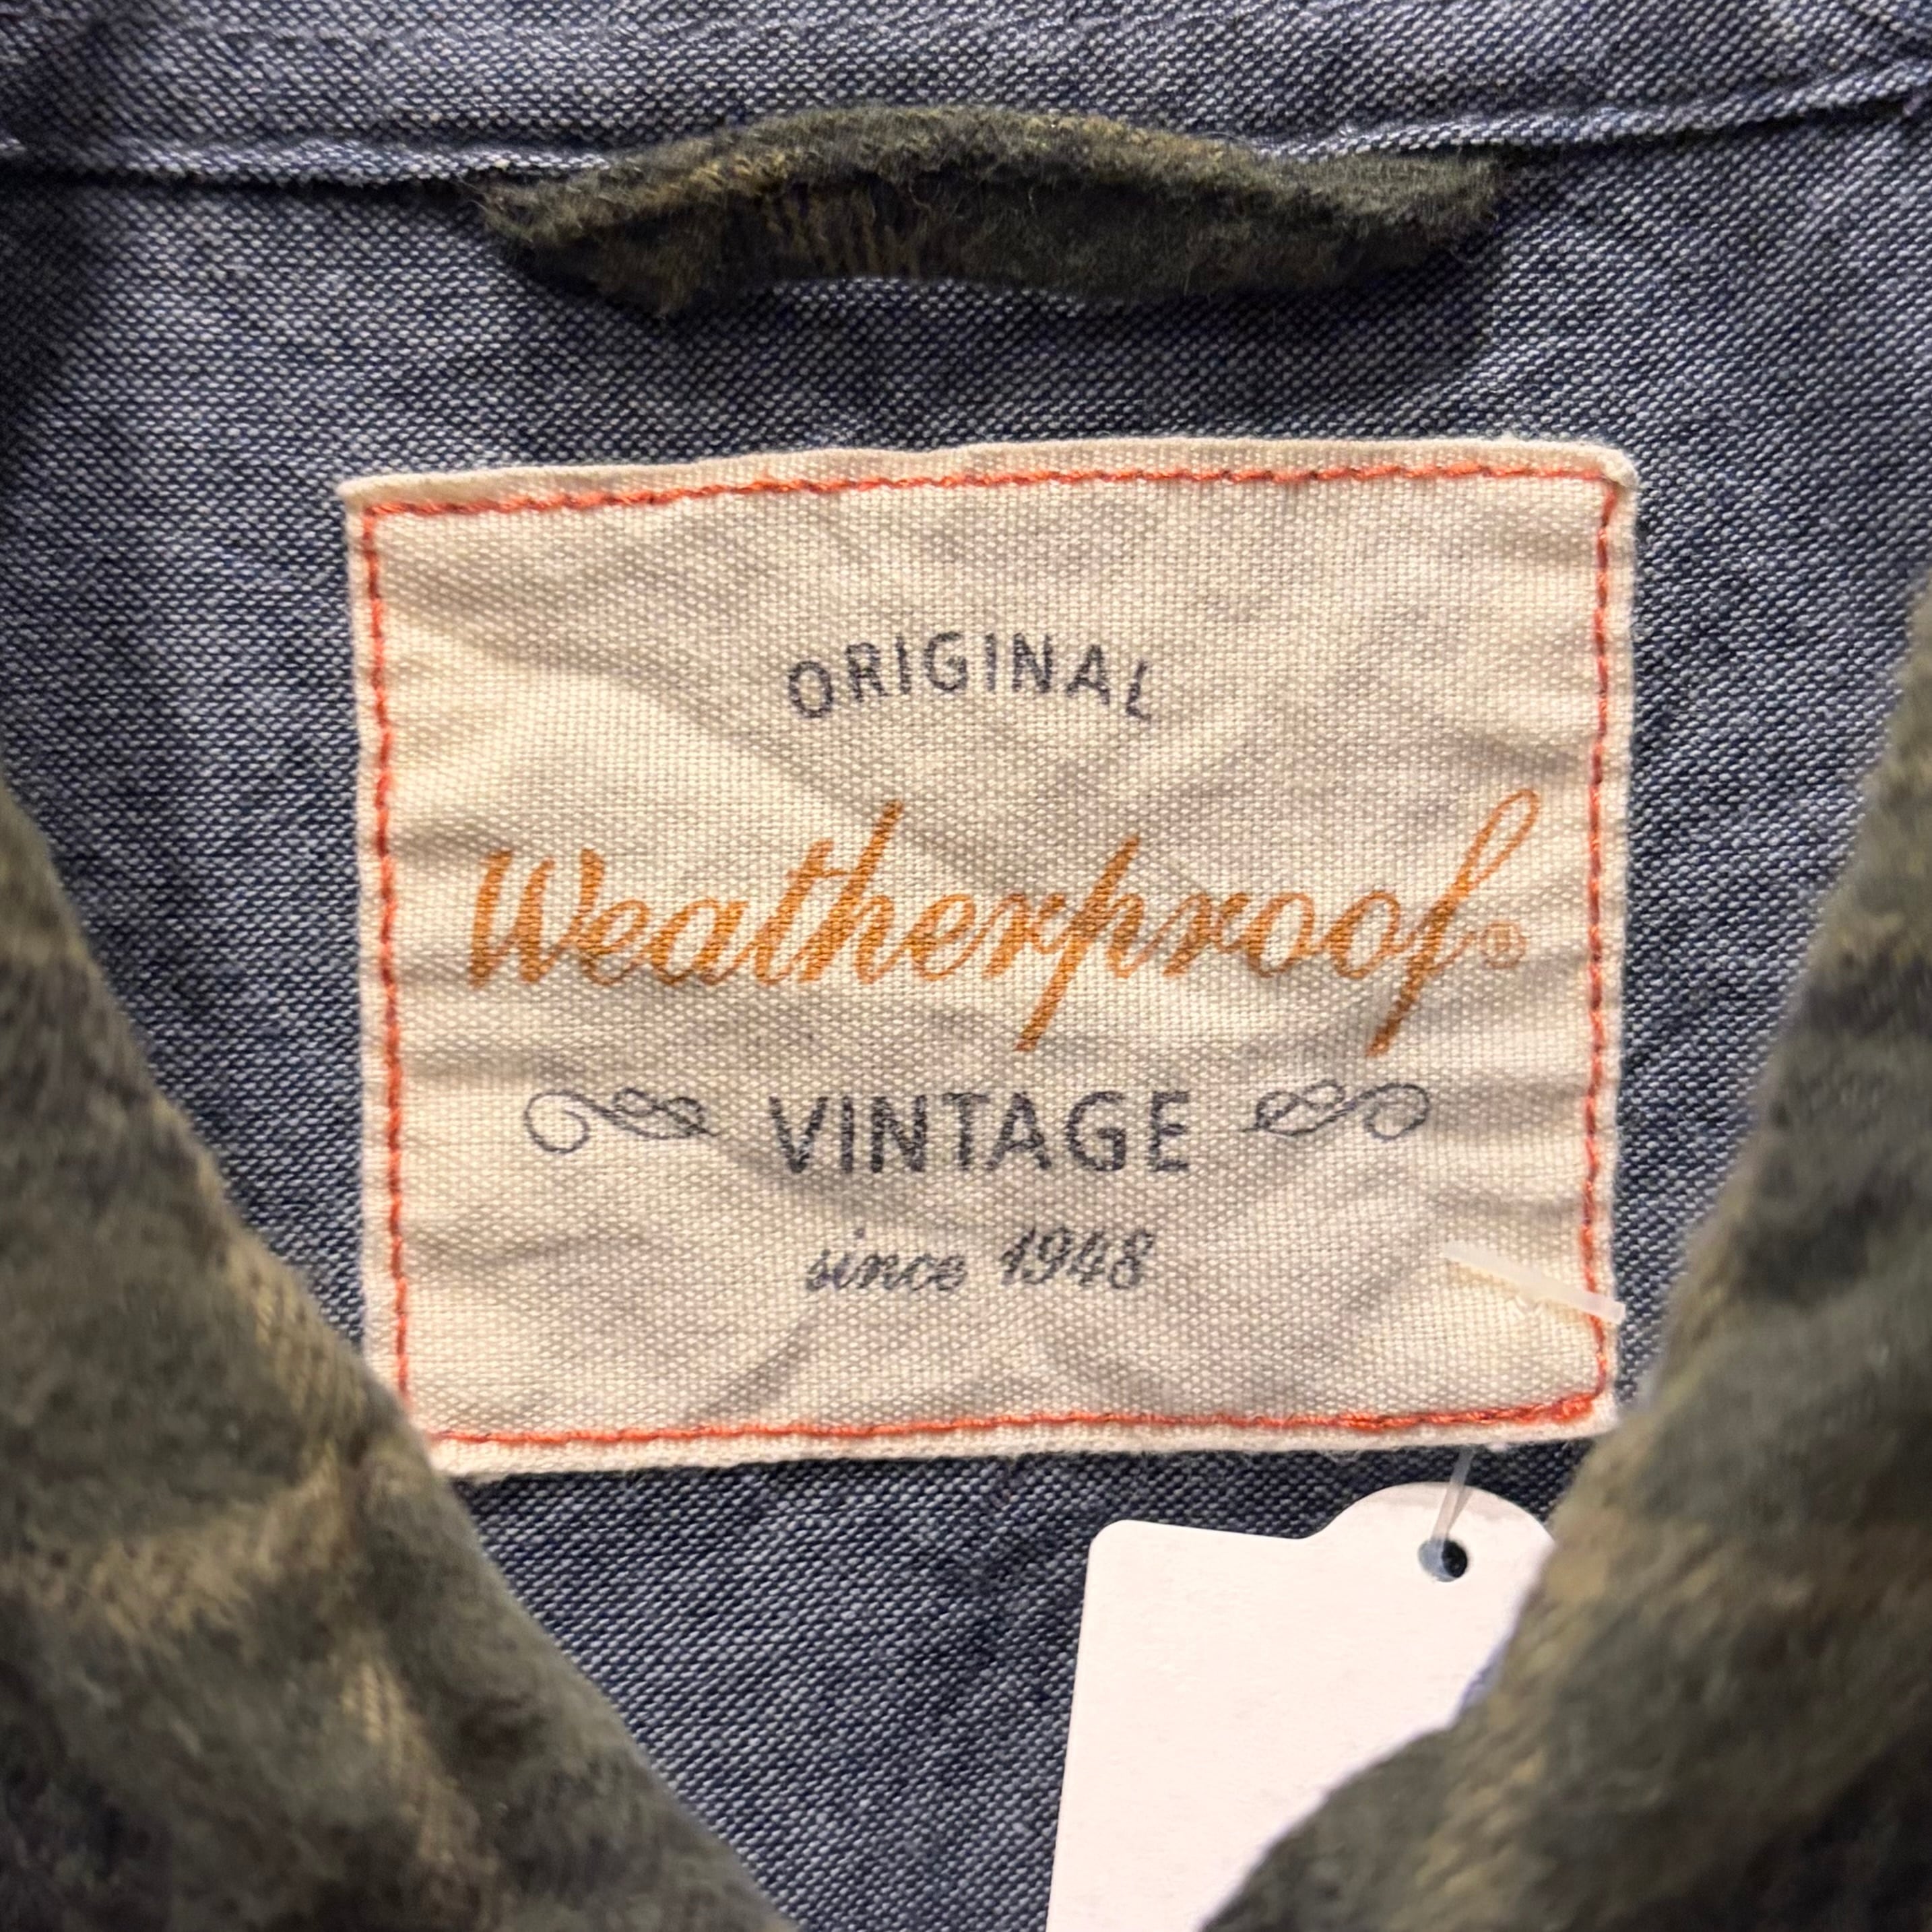 ORIGINAL
Weatherproof®
VINTAGE
since 1948